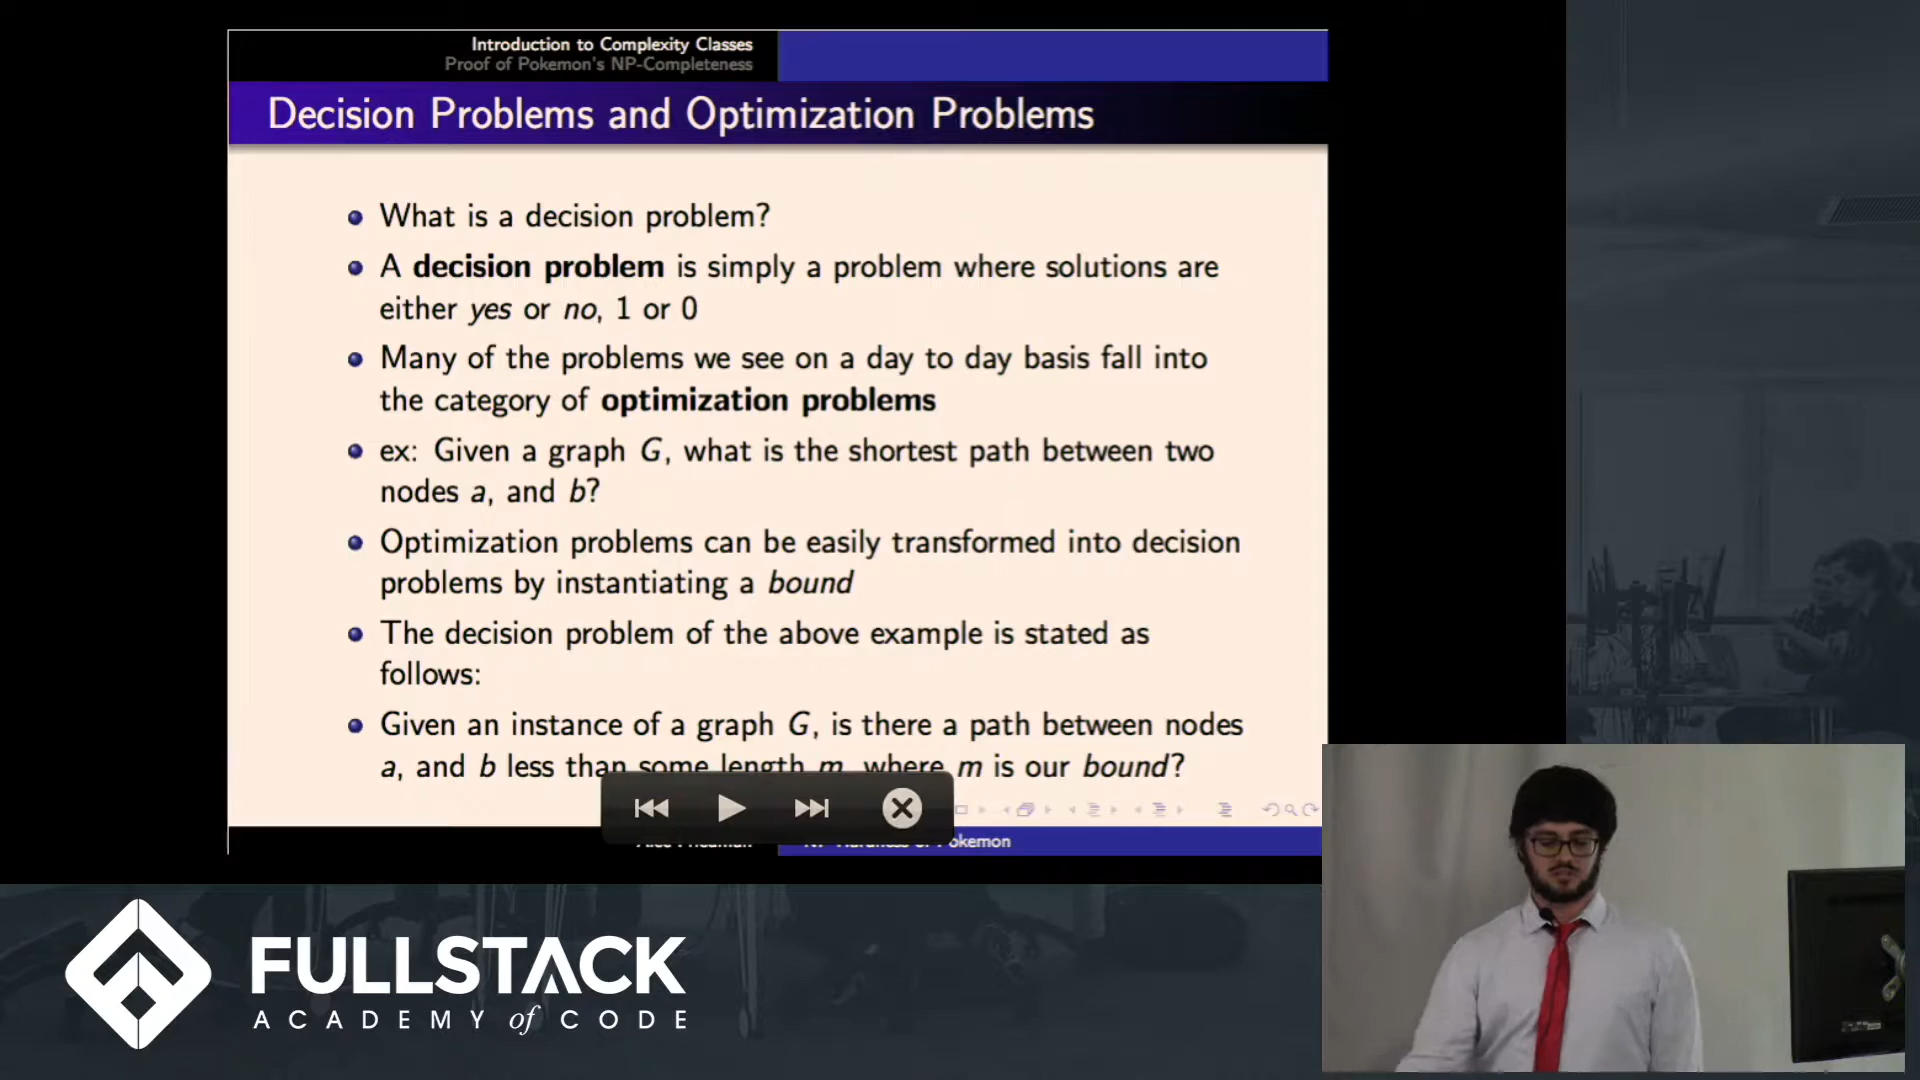 Introduction to Complexity Classes
Proof of Pokemon's NP-Completeness
Decision Problems and Optimization Problems
What is a decision problem?
A decision problem is simply a problem where solutions are
either yes or no, 1 or 0
Many of the problems we see on a day to day basis fall into
the category of optimization problems
ex: Given a graph G, what is the shortest path between two
nodes a, and b?
Optimization problems can be easily transformed into decision
problems by instantiating a bound
The decision problem of the above example is stated as
follows:
Given an instance of a graph G, is there a path between nodes
a, and b less than some length m, where m is our bound?
of Pokemon
FULLSTACK
ACADEMY of CODE